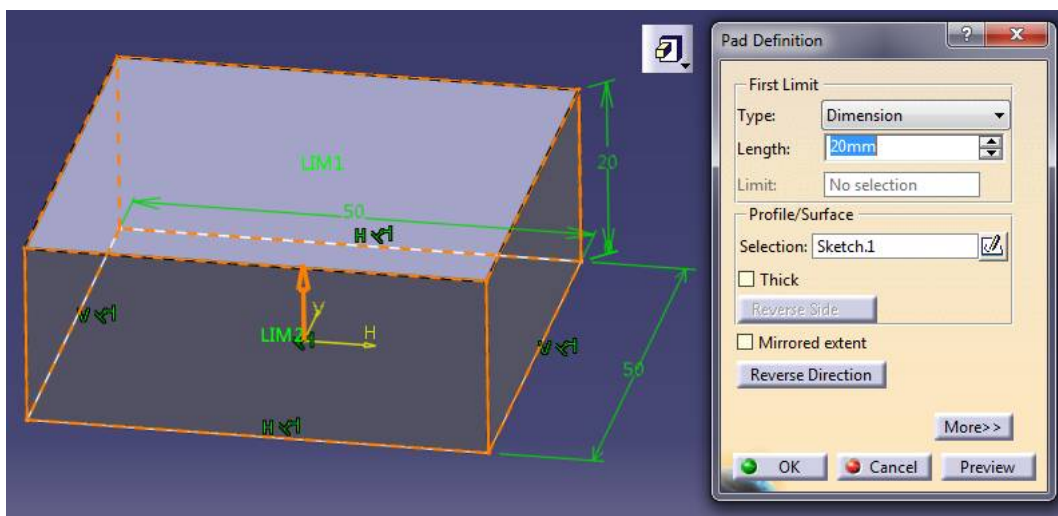 LIM1
20
50
H
V
V
H
LIM2
V
50
H
Pad Definition
First Limit
Type: Dimension
Length: 20mm
Limit: No selection
Profile/Surface
Selection: Sketch.1
Thick
Reverse Side
Mirrored extent
Reverse Direction
More>>
OK Cancel Preview